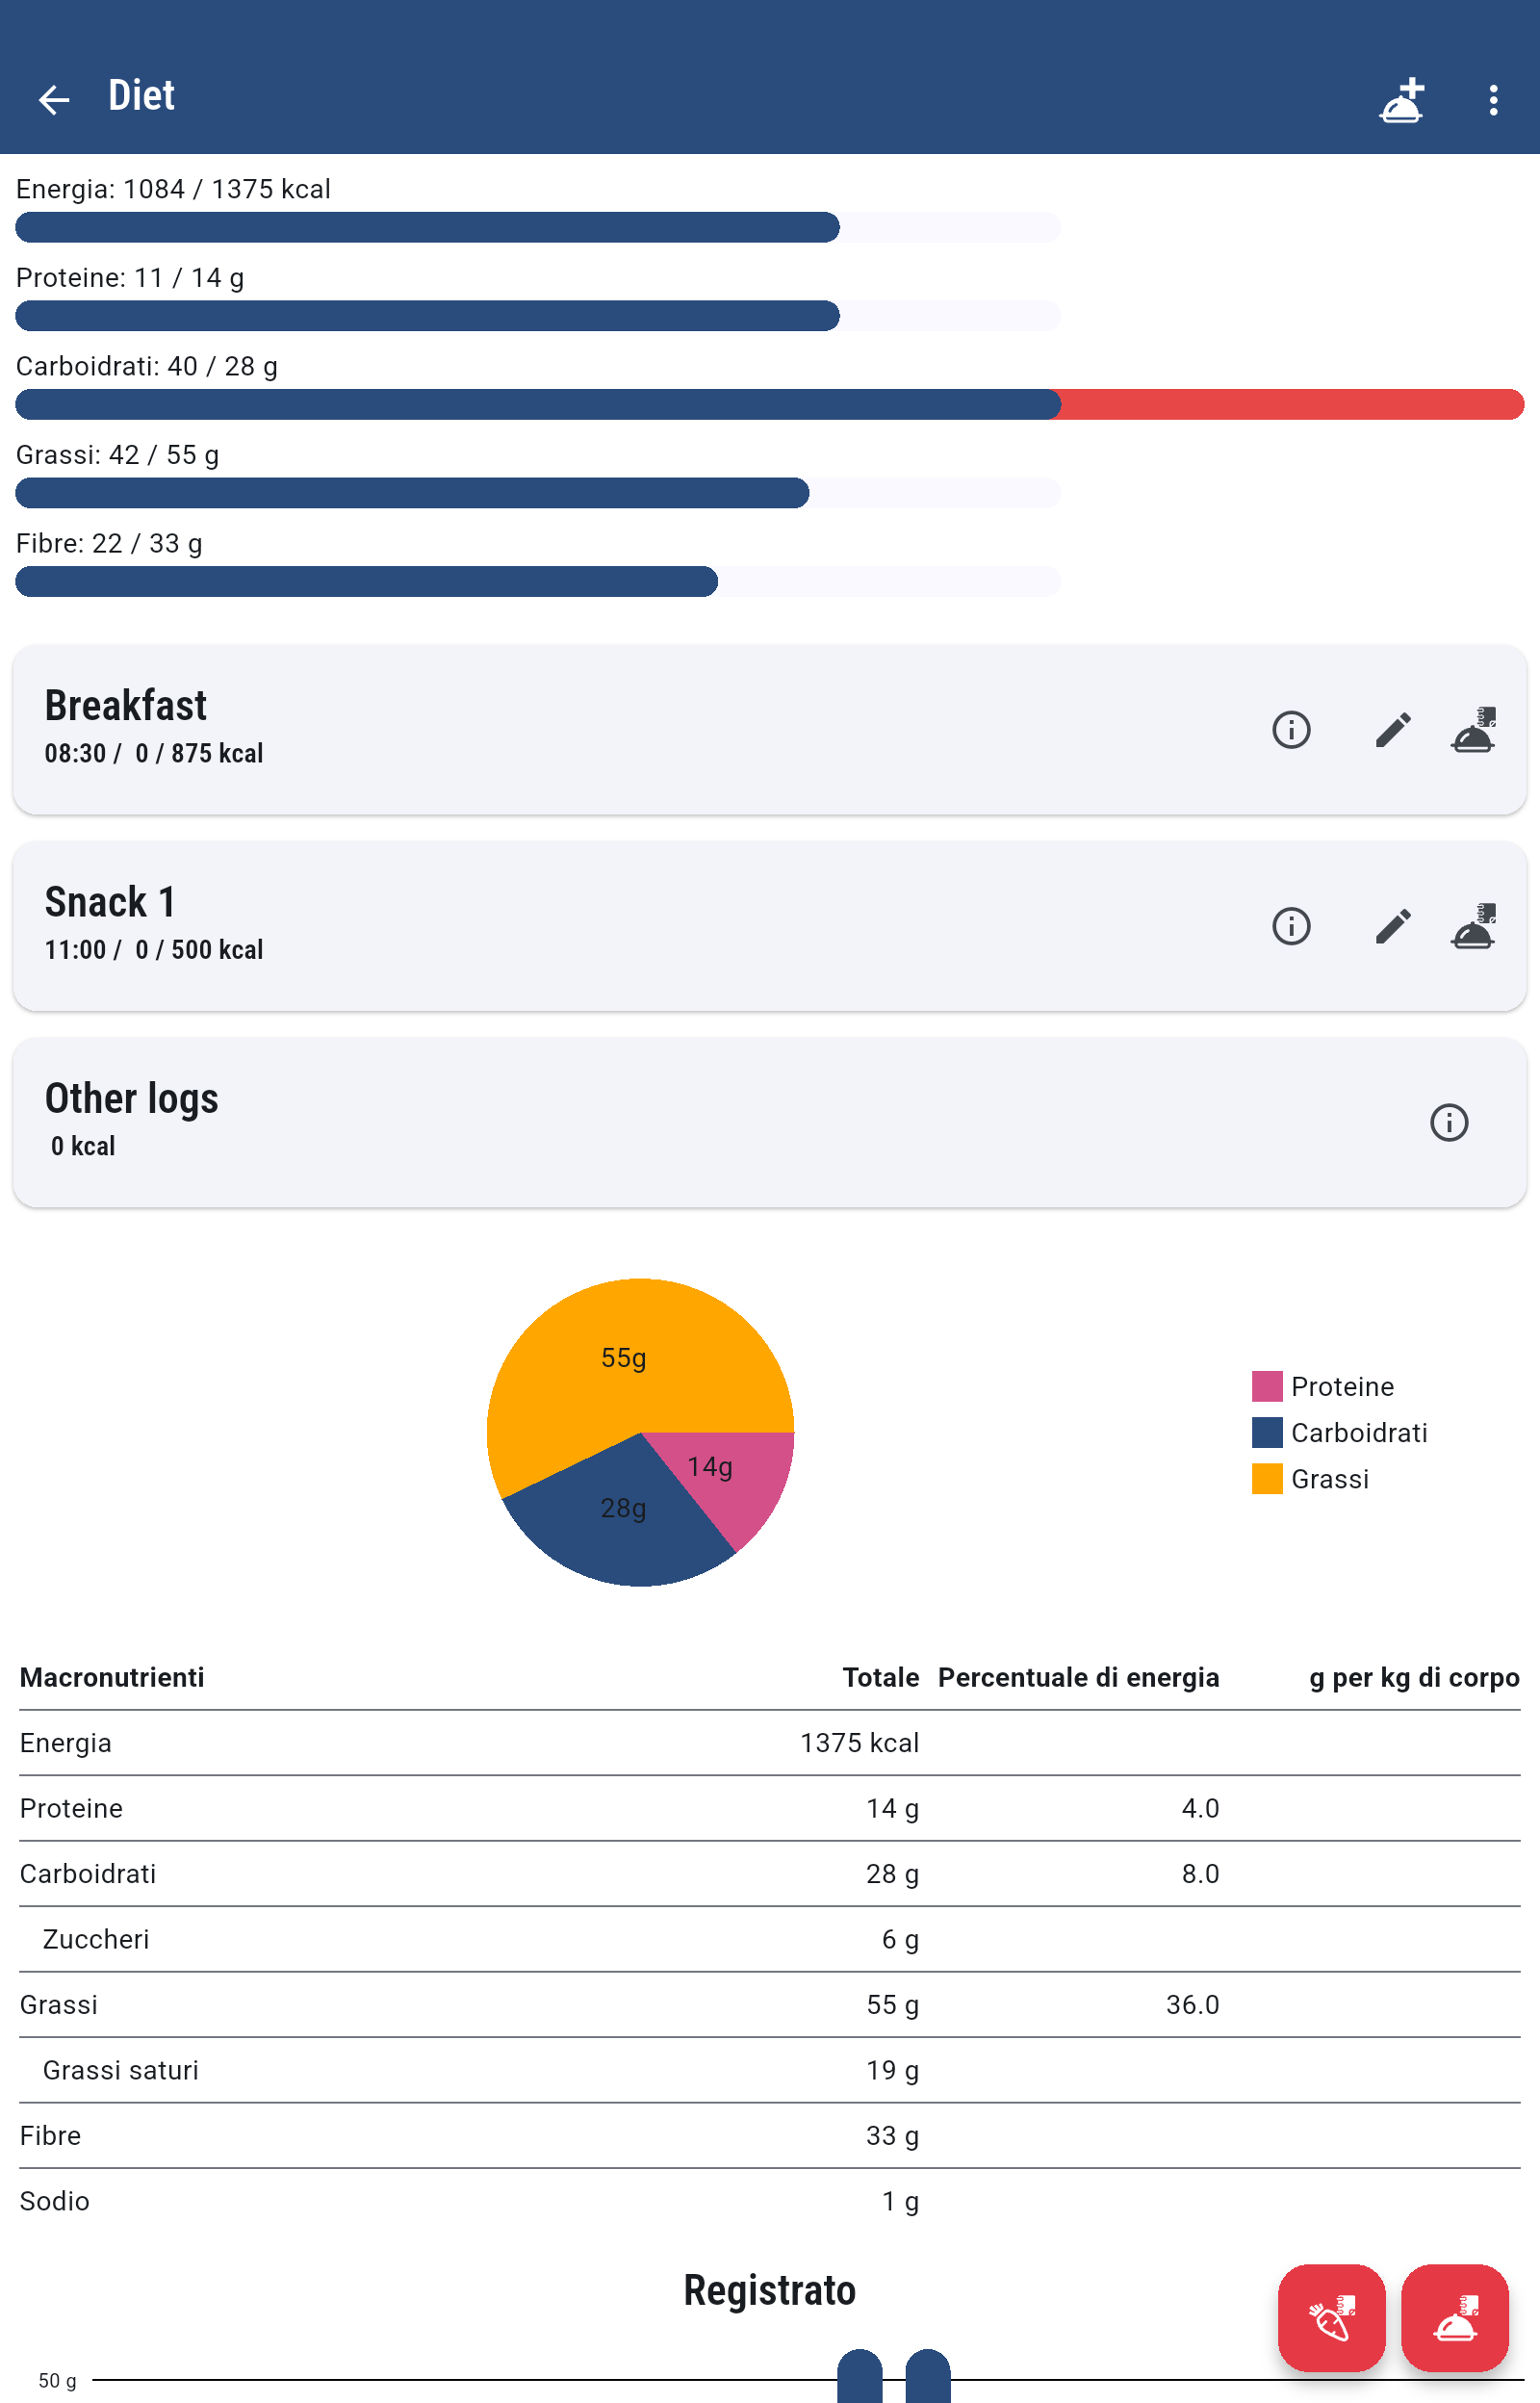 Diet
Energia: 1084 / 1375 kcal
Proteine: 11 / 14 g
Carboidrati: 40 / 28 g
Grassi: 42 / 55 g
Fibre: 22 / 33 g
Breakfast
08:30 /  0 / 875 kcal
Snack 1
11:00 /  0 / 500 kcal
Other logs
0 kcal
55g
14g
28g
Proteine
Carboidrati
Grassi
Macronutrienti Totale Percentuale di energia g per kg di corpo
Energia 1375 kcal
Proteine 14 g 4.0
Carboidrati 28 g 8.0
Zuccheri 6 g
Grassi 55 g 36.0
Grassi saturi 19 g
Fibre 33 g
Sodio 1 g
Registrato
50 g